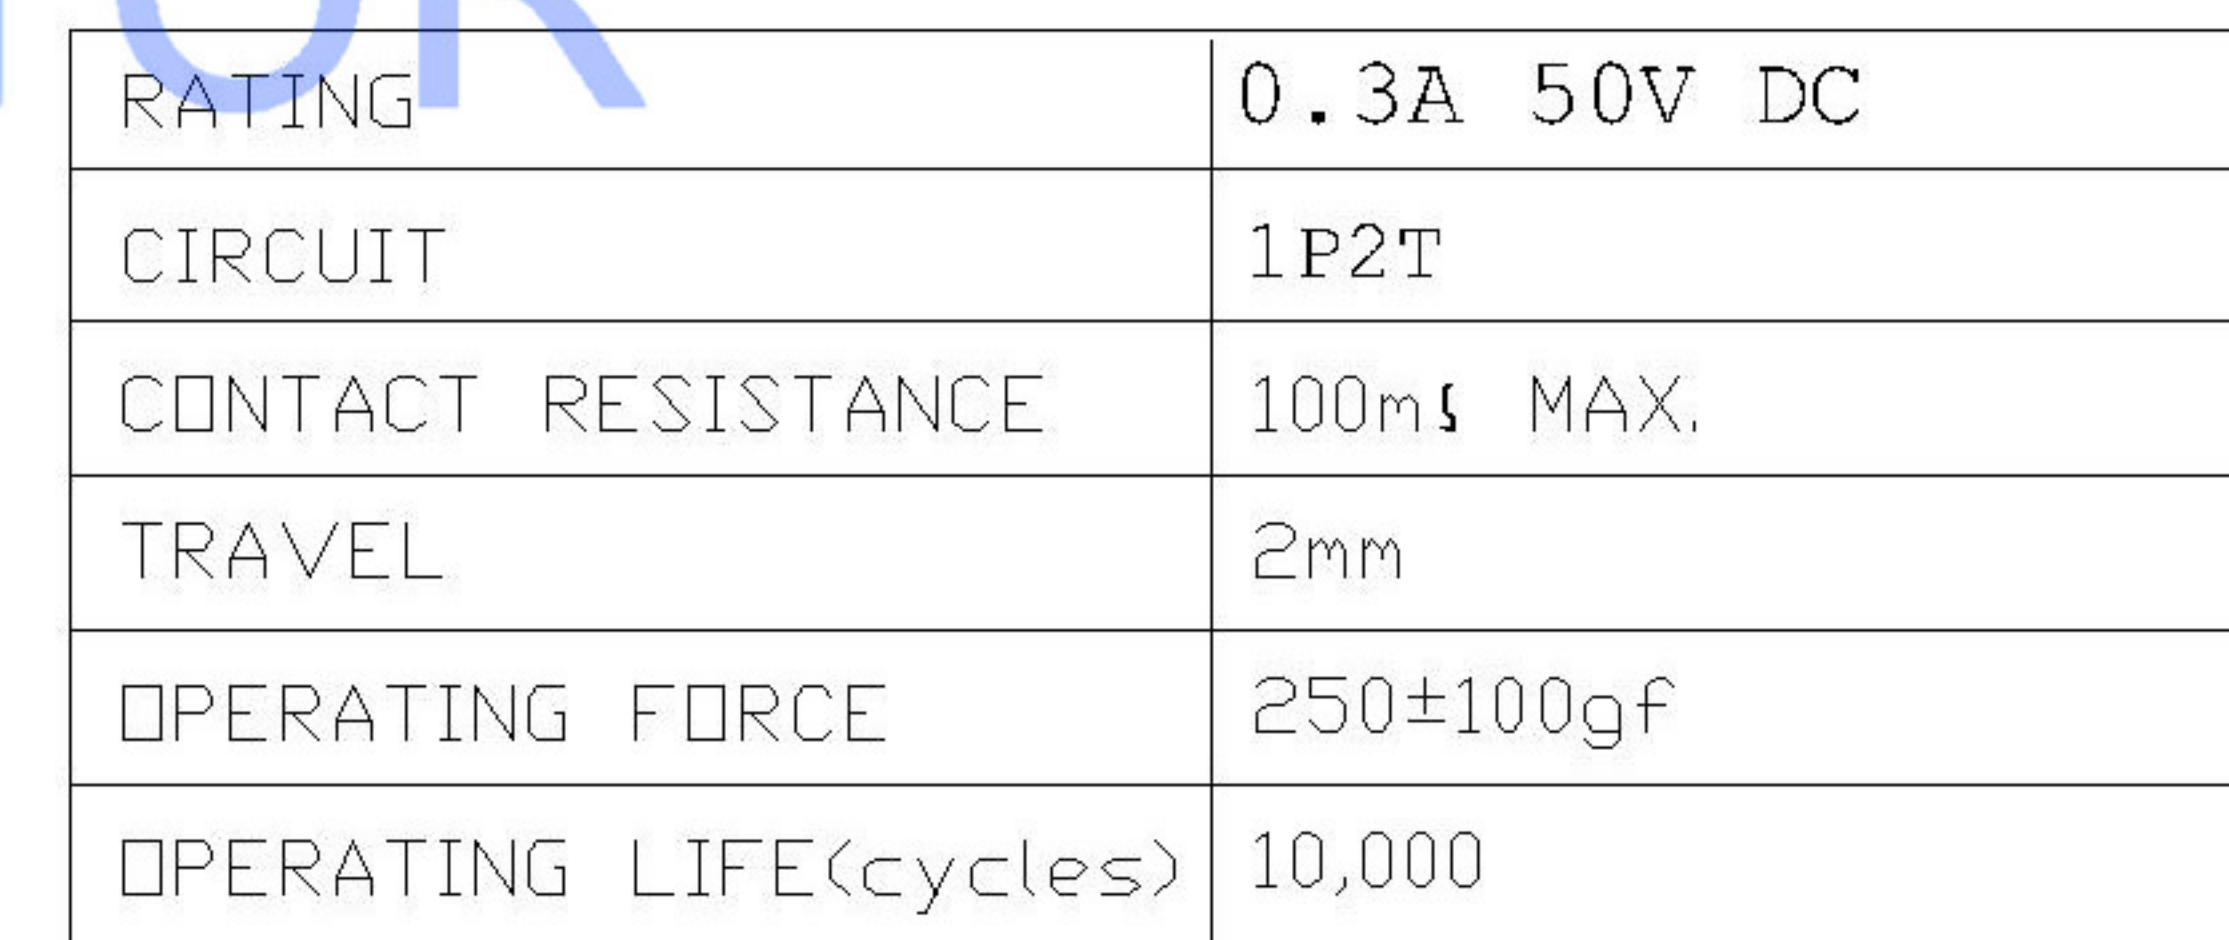 RATING 0.3A 50V DC
CIRCUIT 1P2T
CONTACT RESISTANCE MAX.
TRAVEL 2mm
OPERATING FORCE 250±100gf
OPERATING LIFE(cycles) 10,000